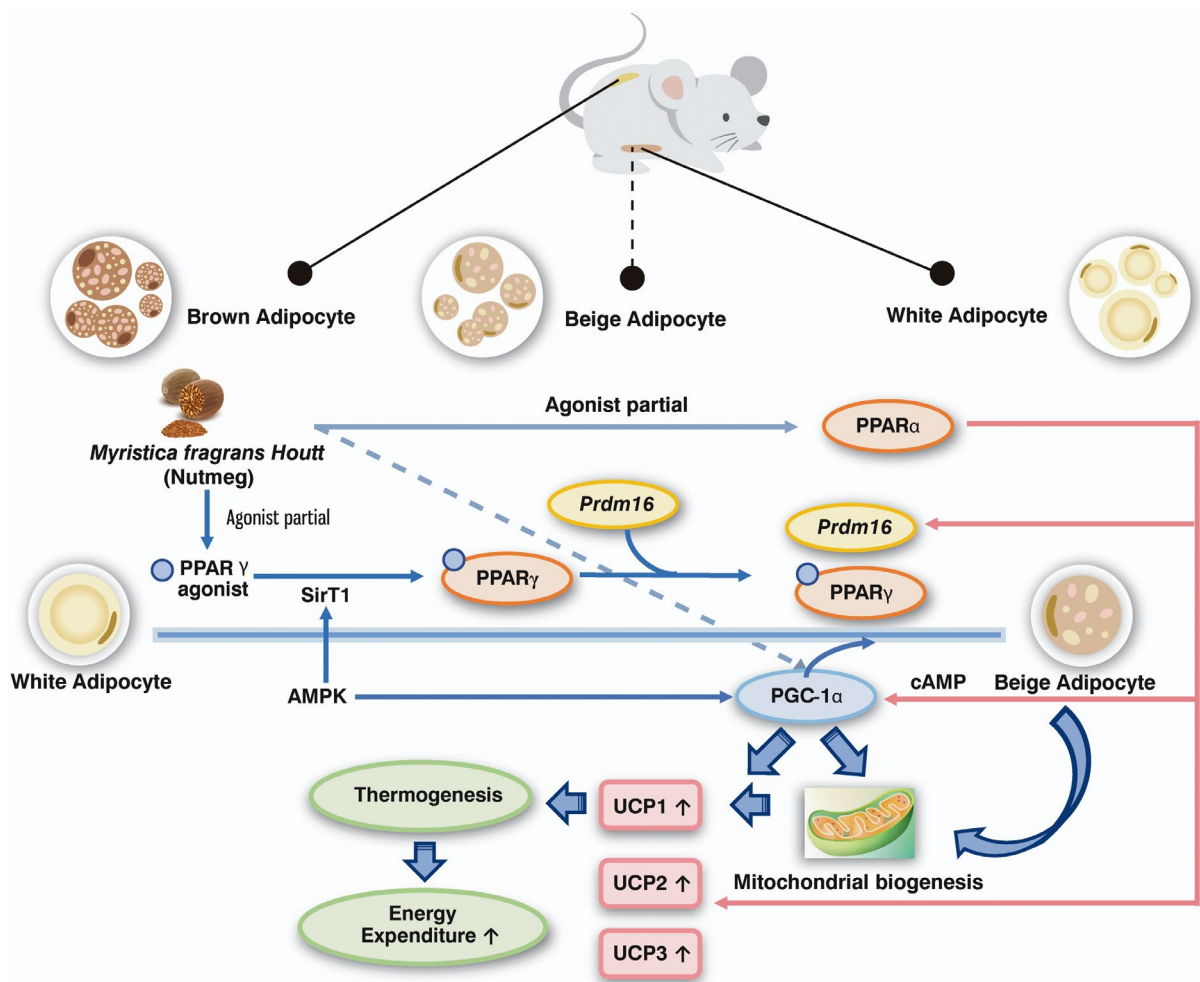 Brown Adipocyte
Beige Adipocyte
White Adipocyte
Agonist partial
PPARα
Myristica fragrans Houtt
(Nutmeg)
Agonist partial
Prdm16
Prdm16
PPAR γ
agonist
SirT1
PPARγ
PPARγ
White Adipocyte
AMPK
PGC-1α
cAMP
Beige Adipocyte
Thermogenesis
UCP1 ↑
UCP2 ↑
Mitochondrial biogenesis
Energy
Expenditure ↑
UCP3 ↑